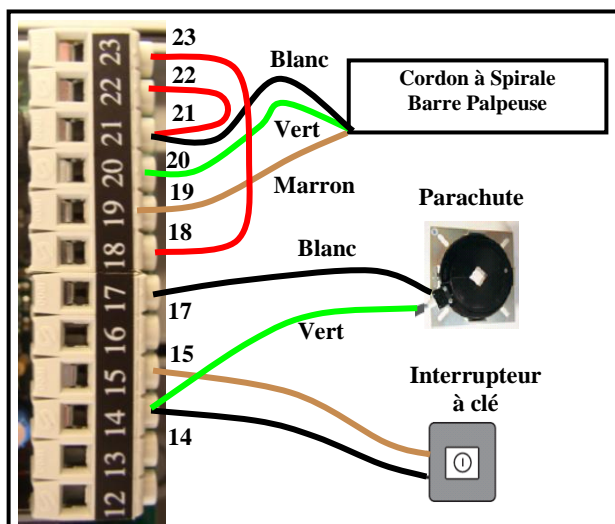 23
22
21
20
19
18
17
16
15
14
13
12
23
22
21
20
19
18
17
15
14
Blanc
Vert
Marron
Cordon à Spirale
Barre Palpeuse
Parachute
Blanc
Vert
Interrupteur
à clé